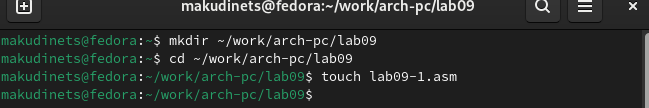 makudinets@fedora:~/work/arch-pc/lab09
makudinets@fedora:~$ mkdir ~/work/arch-pc/lab09
makudinets@fedora:~$ cd ~/work/arch-pc/lab09
makudinets@fedora:~/work/arch-pc/lab09$ touch lab09-1.asm
makudinets@fedora:~/work/arch-pc/lab09$